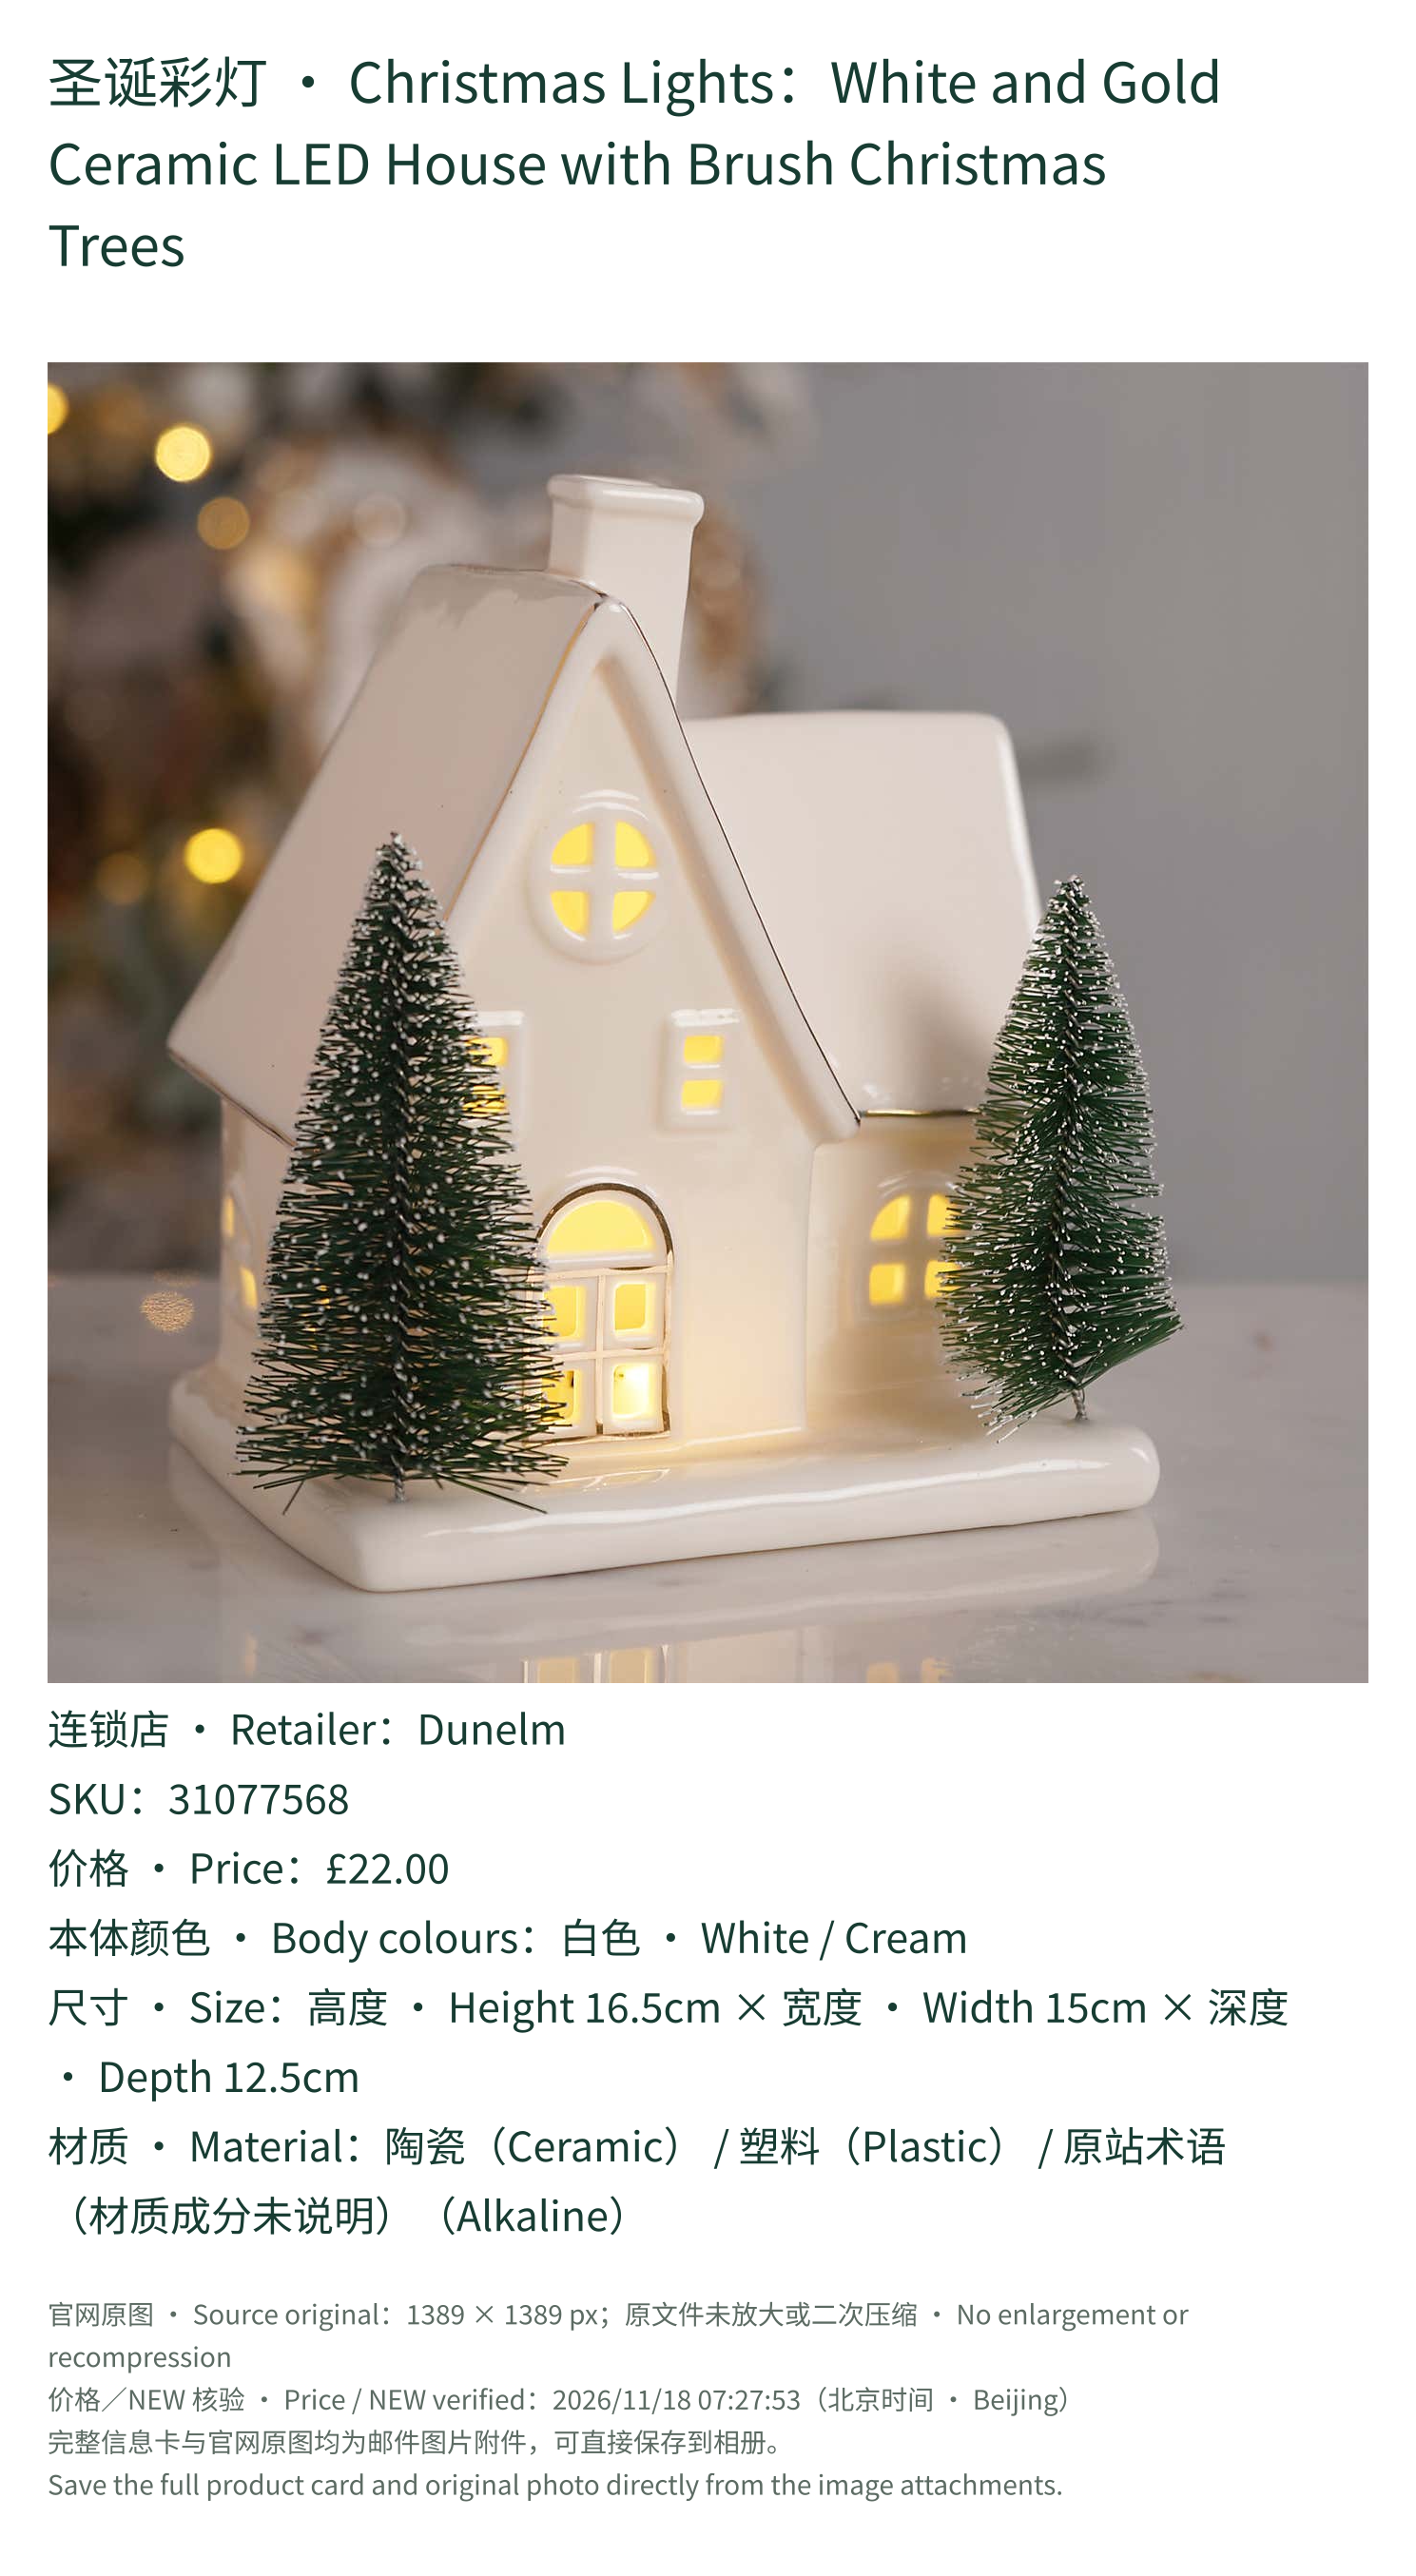 圣诞彩灯 · Christmas Lights：White and Gold
Ceramic LED House with Brush Christmas
Trees
连锁店 · Retailer：Dunelm
SKU：31077568
价格 · Price：£22.00
本体颜色 · Body colours：白色 · White / Cream
尺寸 · Size：高度 · Height 16.5cm × 宽度 · Width 15cm × 深度
· Depth 12.5cm
材质 · Material：陶瓷（Ceramic） / 塑料（Plastic） / 原站术语
（材质成分未说明）（Alkaline）
官网原图 · Source original：1389 × 1389 px；原文件未放大或二次压缩 · No enlargement or
recompression
价格／NEW 核验 · Price / NEW verified：2026/11/18 07:27:53（北京时间 · Beijing）
完整信息卡与官网原图均为邮件图片附件，可直接保存到相册。
Save the full product card and original photo directly from the image attachments.